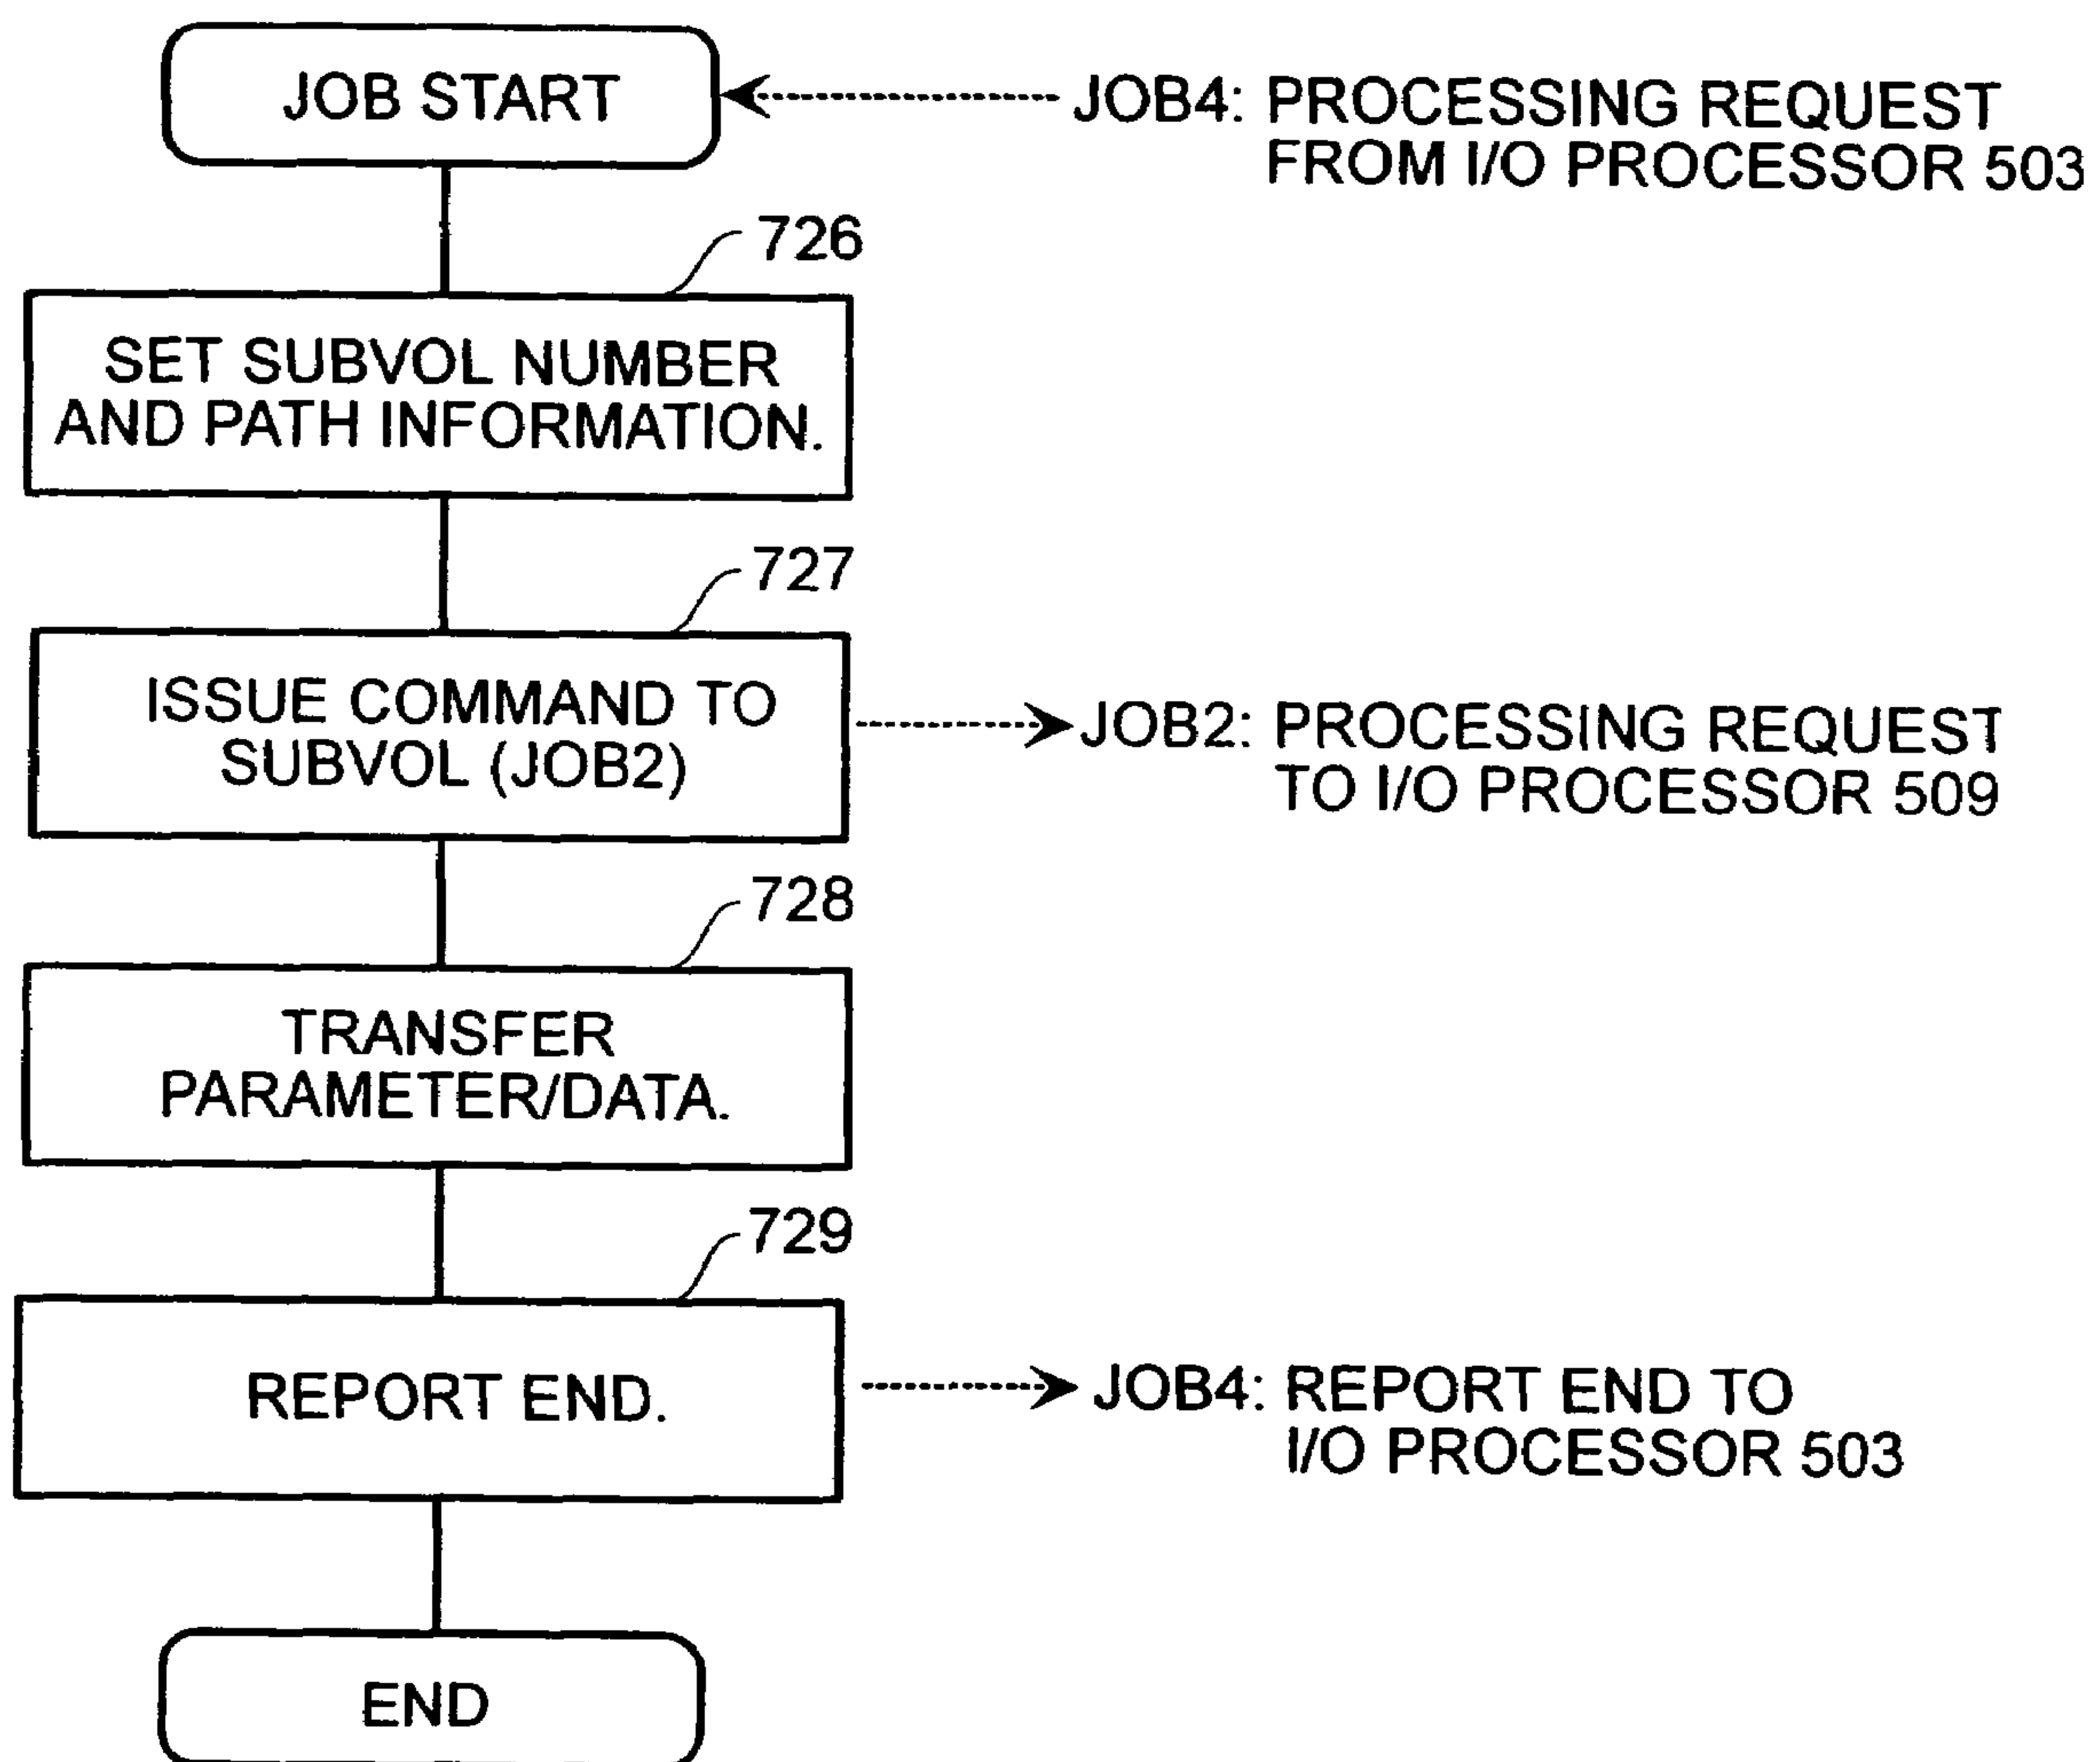 JOB START
JOB4: PROCESSING REQUEST
FROM I/O PROCESSOR 503
726
SET SUBVOL NUMBER
AND PATH INFORMATION.
727
ISSUE COMMAND TO
SUBVOL (JOB2)
JOB2: PROCESSING REQUEST
TO I/O PROCESSOR 509
728
TRANSFER
PARAMETER/DATA.
729
REPORT END.
JOB4: REPORT END TO
I/O PROCESSOR 503
END